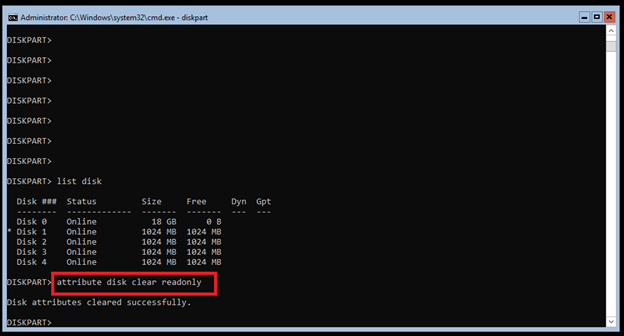 Administrator: C:\Windows\system32\cmd.exe - diskpart
DISKPART>
DISKPART>
DISKPART>
DISKPART>
DISKPART>
DISKPART>
DISKPART>
DISKPART> list disk
Disk ### Status Size Free Dyn Gpt
-------- ------------- ------- ------- --- ---
Disk 0 Online 18 GB 0 B
* Disk 1 Online 1024 MB 1024 MB
Disk 2 Online 1024 MB 1024 MB
Disk 3 Online 1024 MB 1024 MB
Disk 4 Online 1024 MB 1024 MB
DISKPART> attribute disk clear readonly
Disk attributes cleared successfully.
DISKPART>